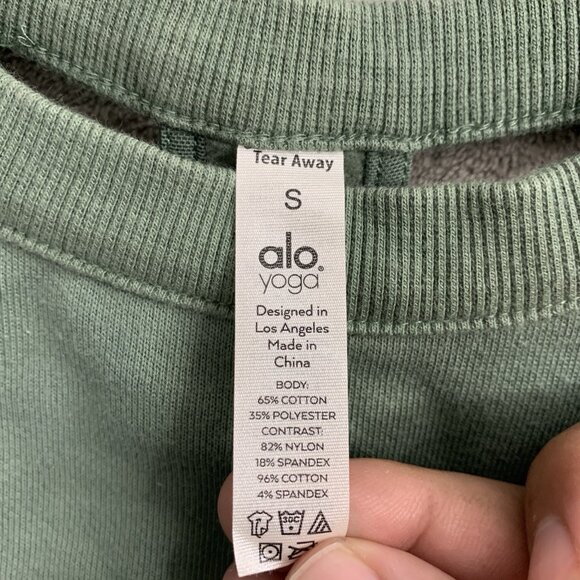 Tear Away
S
alo®
yoga
Designed in
Los Angeles
Made in
China
BODY:
65% COTTON
35% POLYESTER
CONTRAST:
82% NYLON
18% SPANDEX
96% COTTON
4% SPANDEX
30C